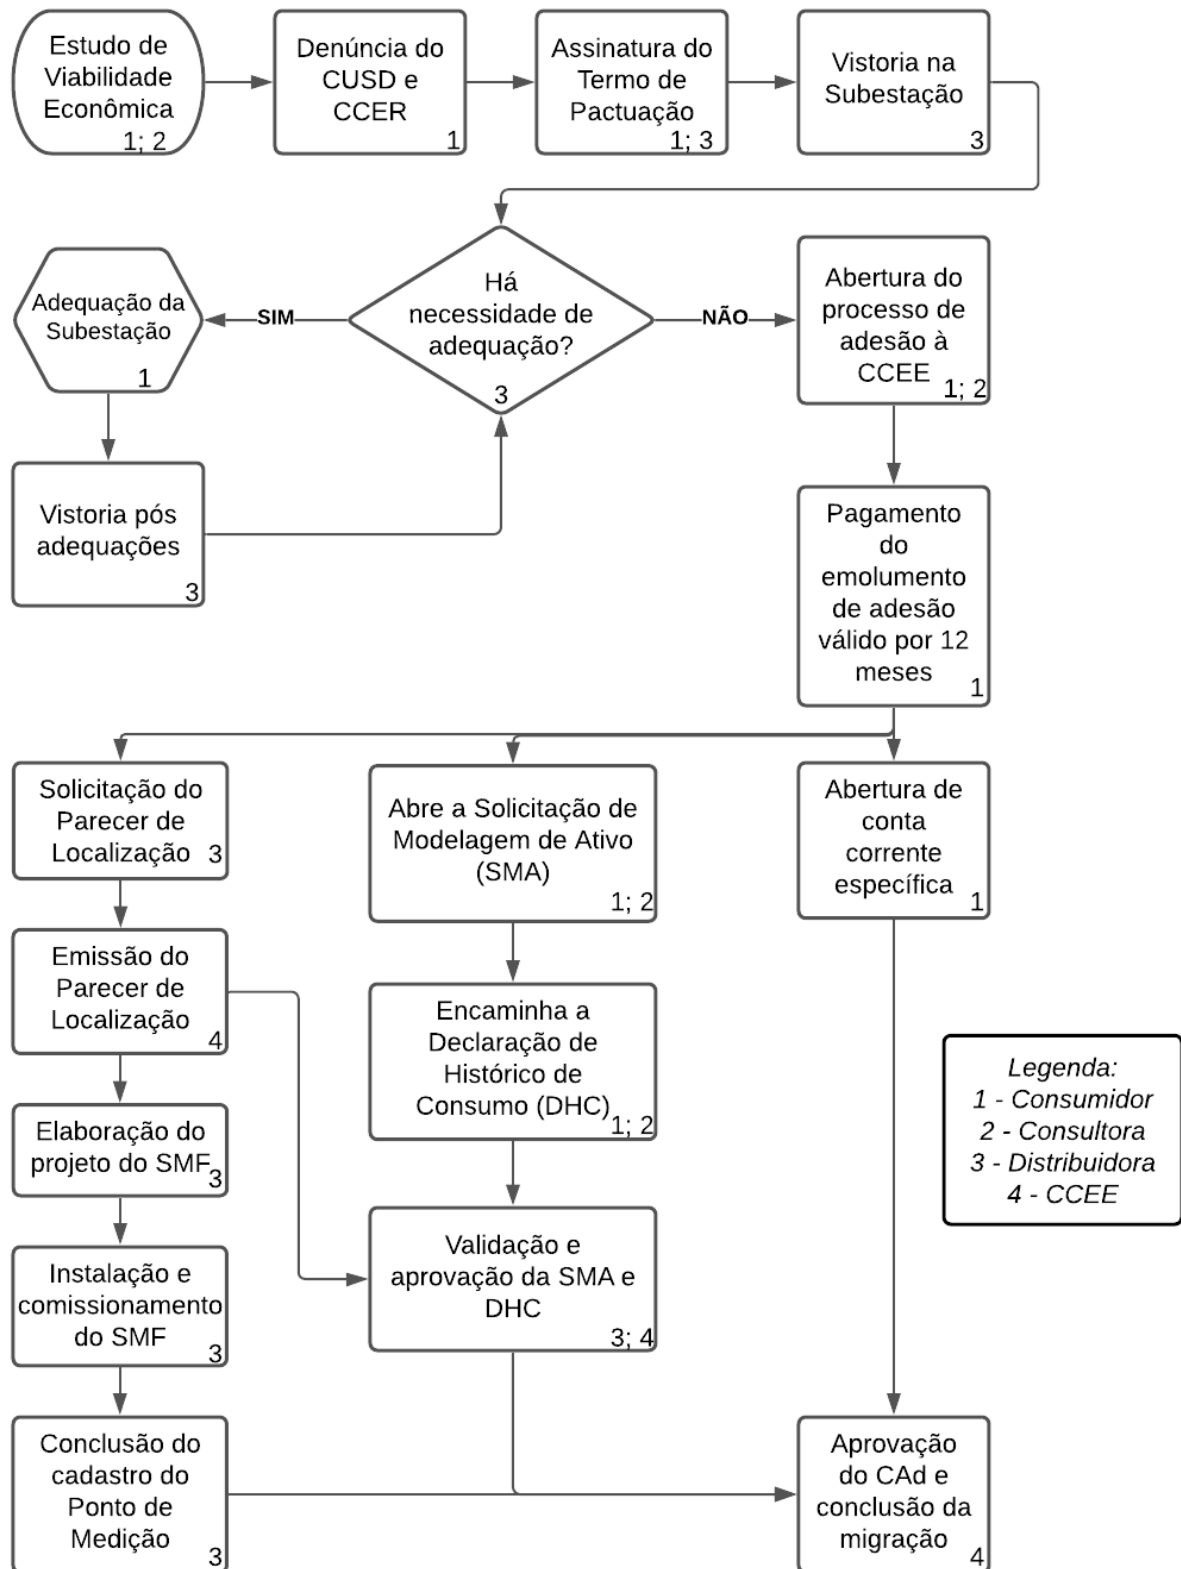 Estudo de
Viabilidade
Econômica
1; 2
Denúncia do
CUSD e
CCER
1
Assinatura do
Termo de
Pactuação
1; 3
Vistoria na
Subestação
3
Adequação da
Subestação
1
SIM
Há
necessidade de
adequação?
3
NÃO
Abertura do
processo de
adesão à
CCEE
1; 2
Vistoria pós
adequações
3
Pagamento
do
emolumento
de adesão
válido por 12
meses
1
Solicitação do
Parecer de
Localização
3
Abre a Solicitação de
Modelagem de Ativo
(SMA)
1; 2
Abertura de
conta
corrente
específica
1
Emissão do
Parecer de
Localização
4
Encaminha a
Declaração de
Histórico de
Consumo (DHC)
1; 2
Legenda:
1 - Consumidor
2 - Consultora
3 - Distribuidora
4 - CCEE
Elaboração do
projeto do SMF
3
Validação e
aprovação da SMA e
DHC
3; 4
Instalação e
comissionamento
do SMF
3
Conclusão do
cadastro do
Ponto de
Medição
3
Aprovação
do CAd e
conclusão da
migração
4